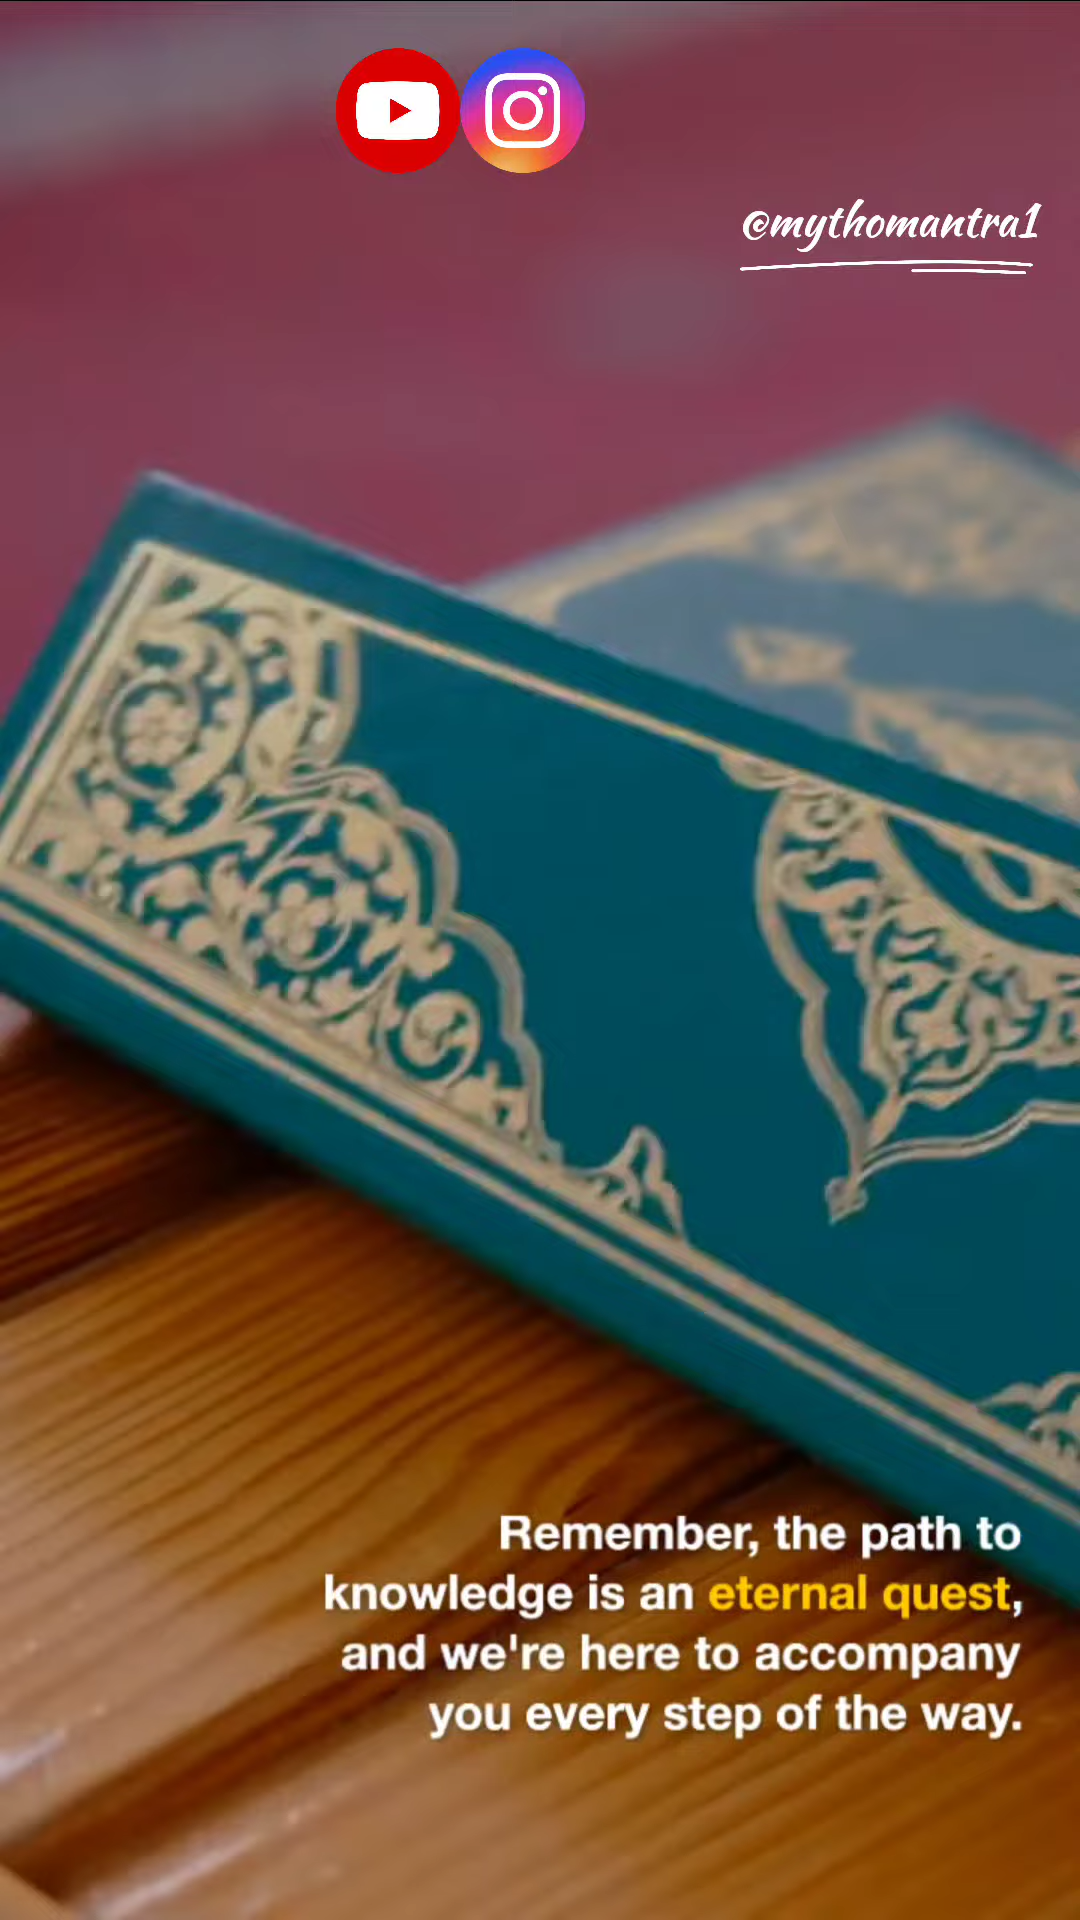 @mythomantra1
Remember, the path to
knowledge is an eternal quest,
and we're here to accompany
you every step of the way.